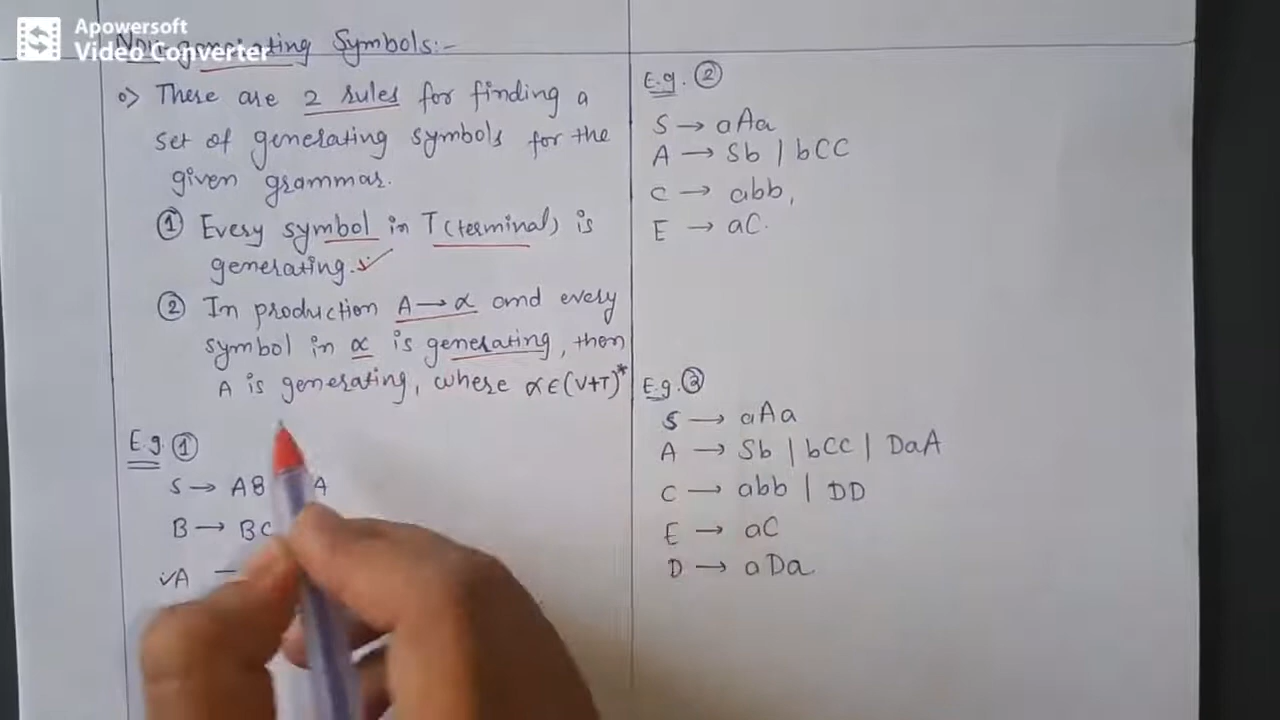 Apowersoft
Video Converter
Symbols:-
o> There are 2 rules for finding a
set of generating symbols for the
given grammar.
① Every symbol in T(terminal) is
generating.
② In production A → α and every
symbol in α is generating, then
A is generating, where α∈(V+T)*
E.g. ①
S → AB A
B → BC
✓A
E.g. ②
S → aAa
A → Sb | bCC
C → abb,
E → aC.
E.g. ③
S → aAa
A → Sb | bCC | DaA
C → abb | DD
E → aC
D → aDa